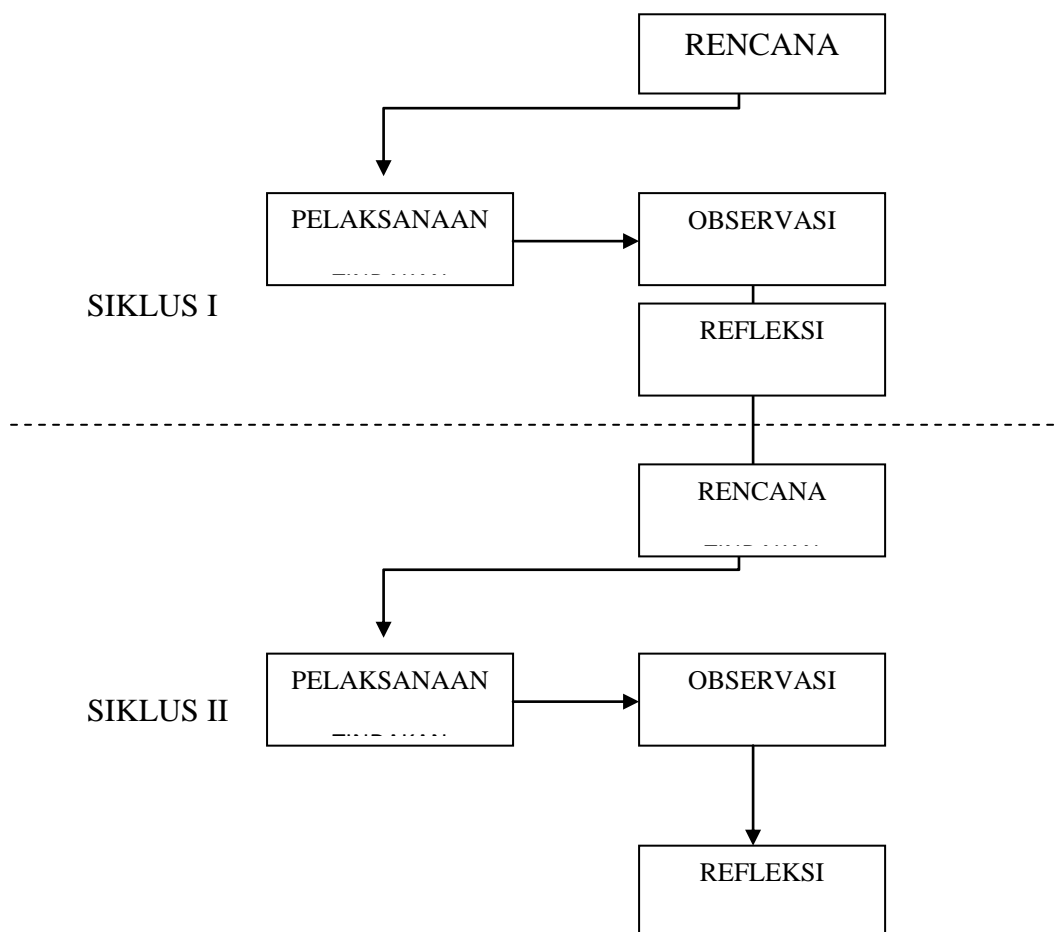 RENCANA
PELAKSANAAN
OBSERVASI
SIKLUS I
REFLEKSI
RENCANA
PELAKSANAAN
OBSERVASI
SIKLUS II
REFLEKSI